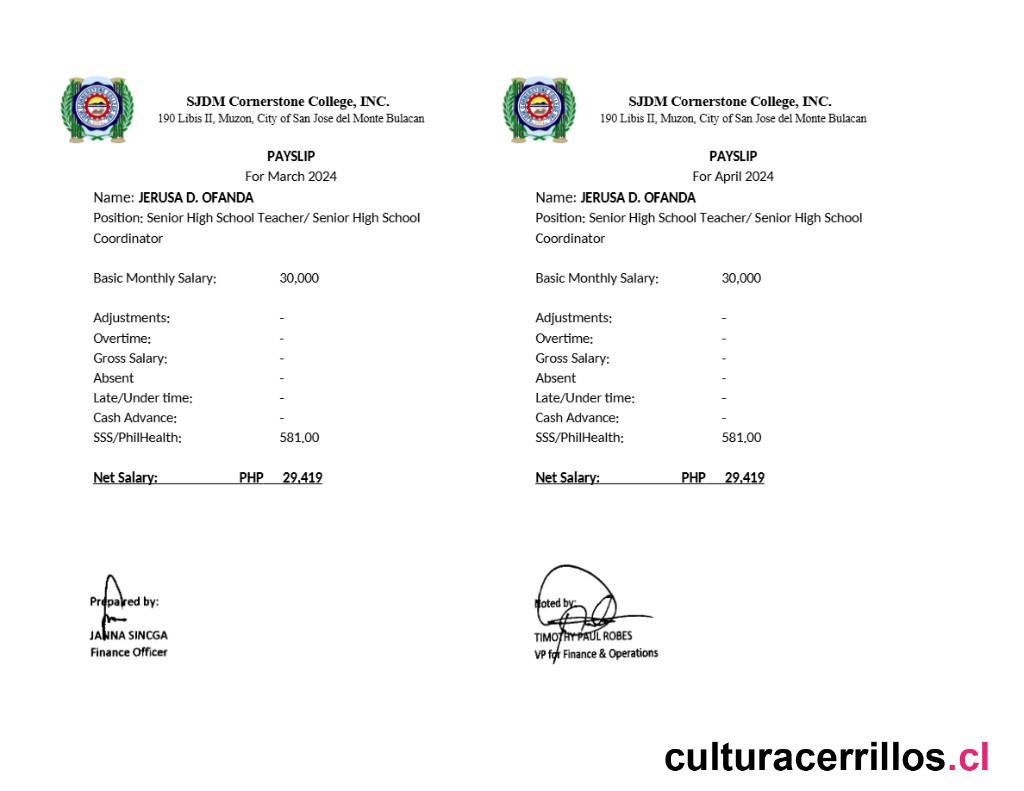 SJDM Cornerstone College, INC.
190 Libis II, Muzon, City of San Jose del Monte Bulacan
PAYSLIP
For March 2024
Name: JERUSA D. OFANDA
Position: Senior High School Teacher/ Senior High School
Coordinator
Basic Monthly Salary: 30,000
Adjustments: -
Overtime: -
Gross Salary: -
Absent -
Late/Under time: -
Cash Advance: -
SSS/PhilHealth: 581.00
Net Salary: PHP 29,419
Prepared by:
JANNA SINCGA
Finance Officer
SJDM Cornerstone College, INC.
190 Libis II, Muzon, City of San Jose del Monte Bulacan
PAYSLIP
For April 2024
Name: JERUSA D. OFANDA
Position: Senior High School Teacher/ Senior High School
Coordinator
Basic Monthly Salary: 30,000
Adjustments: -
Overtime: -
Gross Salary: -
Absent -
Late/Under time: -
Cash Advance: -
SSS/PhilHealth: 581.00
Net Salary: PHP 29,419
Noted by:
TIMOTHY PAUL ROBES
VP for Finance & Operations
culturacerrillos.cl